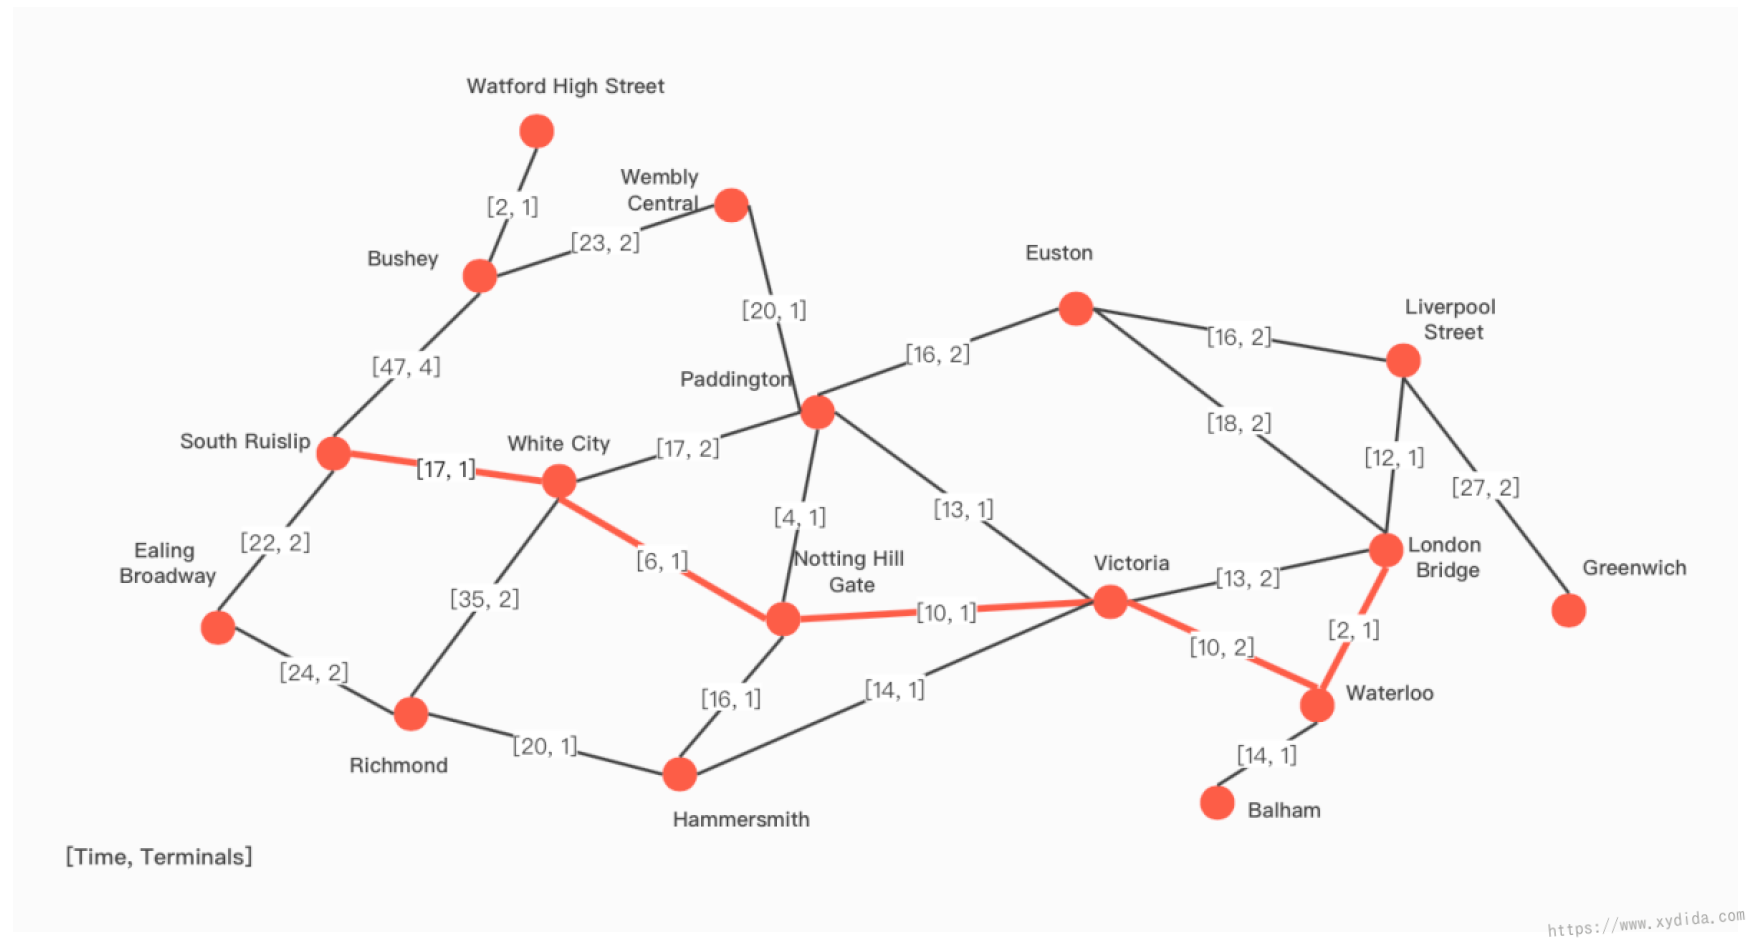 Watford High Street
Wembly
Central
[2, 1]
[23, 2]
Bushey
Euston
[20, 1]
Liverpool
Street
[16, 2]
[16, 2]
[47, 4]
Paddington
[18, 2]
South Ruislip
White City
[17, 2]
[12, 1]
[17, 1]
[27, 2]
[4, 1]
[13, 1]
[22, 2]
Ealing
Broadway
[6, 1]
Notting Hill
Gate
Victoria
London
Bridge
Greenwich
[13, 2]
[35, 2]
[10, 1]
[2, 1]
[10, 2]
[24, 2]
[16, 1]
[14, 1]
Waterloo
[20, 1]
[14, 1]
Richmond
Balham
Hammersmith
[Time, Terminals]
https://www.xydida.com